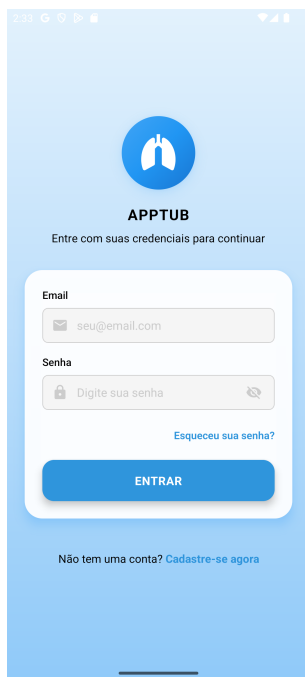 2:33
APPTUB
Entre com suas credenciais para continuar
Email
seu@email.com
Senha
Digite sua senha
Esqueceu sua senha?
ENTRAR
Não tem uma conta? Cadastre-se agora